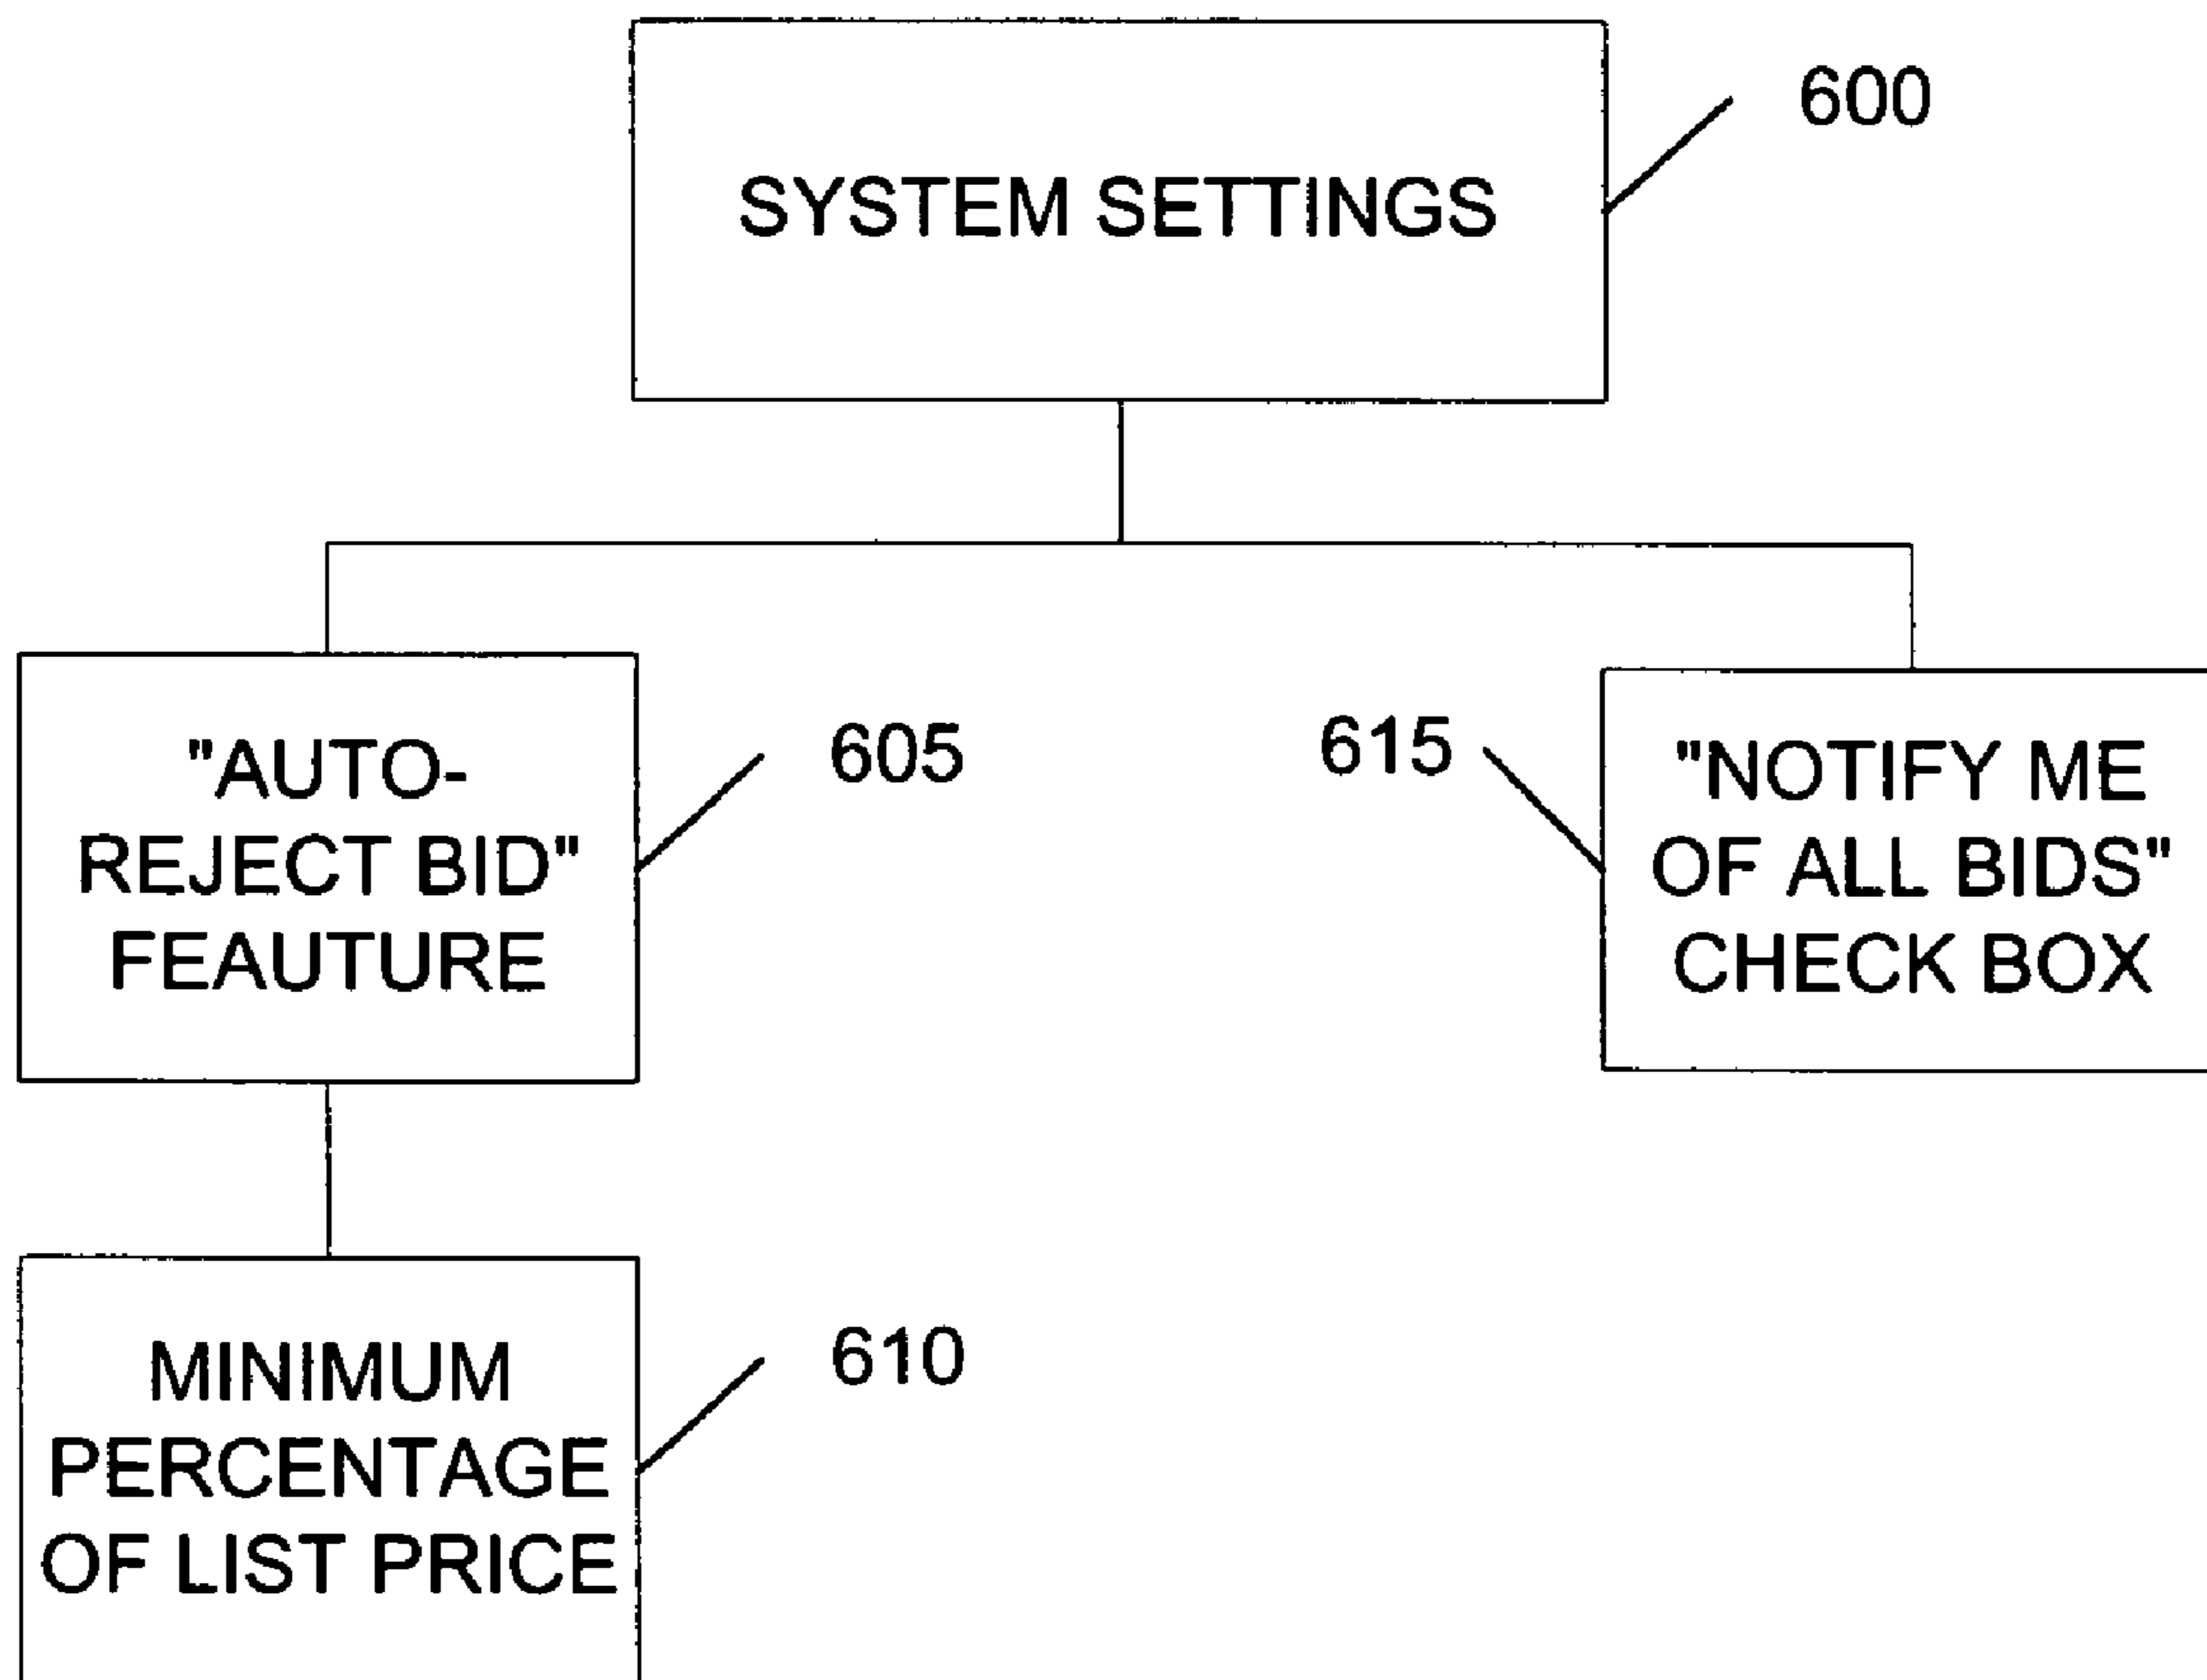 SYSTEM SETTINGS
600
"AUTO-
REJECT BID"
FEAUTURE
605
615
"NOTIFY ME
OF ALL BIDS"
CHECK BOX
MINIMUM
PERCENTAGE
OF LIST PRICE
610